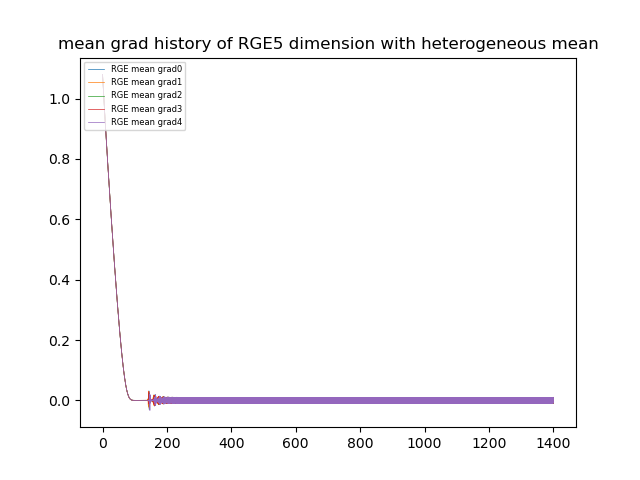 mean grad history of RGE5 dimension with heterogeneous mean
RGE mean grad0
RGE mean grad1
RGE mean grad2
RGE mean grad3
RGE mean grad4
1.0
0.8
0.6
0.4
0.2
0.0
0 200 400 600 800 1000 1200 1400